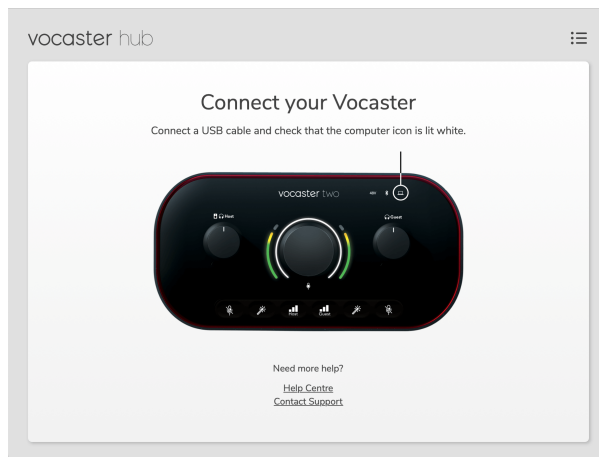 vocaster hub
Connect your Vocaster
Connect a USB cable and check that the computer icon is lit white.
vocaster two
48V
Host
Guest
Host
Guest
Need more help?
Help Centre
Contact Support